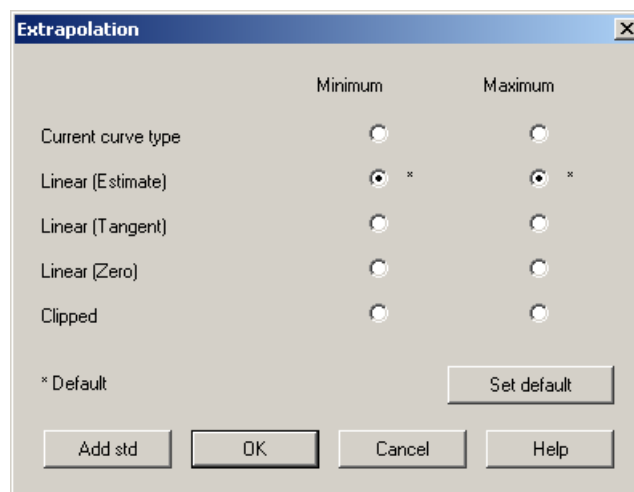 Extrapolation
Minimum Maximum
Current curve type
Linear (Estimate) * *
Linear (Tangent)
Linear (Zero)
Clipped
* Default Set default
Add std OK Cancel Help